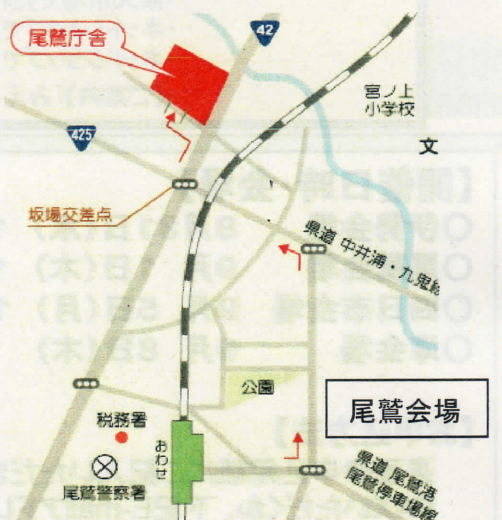 尾鷲庁舎
42
宮ノ上
小学校
文
425
坂場交差点
県道 中井浦・九鬼線
公園
尾鷲会場
税務署
おわせ
尾鷲警察署
県道 尾鷲港
尾鷲停車場線